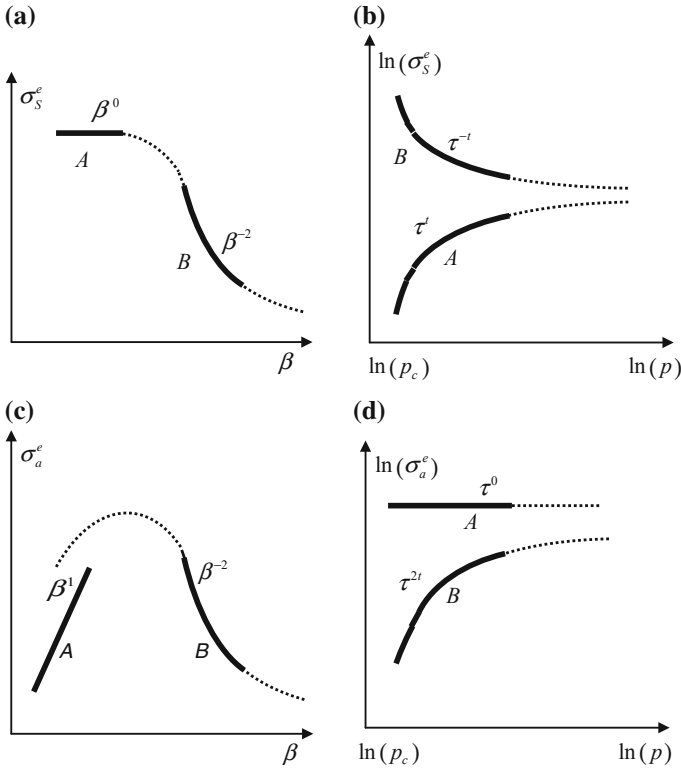 (a)
σ_S^e
β^0
A
B
β^{-2}
β
(b)
ln(σ_S^e)
τ^{-t}
B
τ^t
A
ln(p_c)
ln(p)
(c)
σ_a^e
β^1
A
β^{-2}
B
β
(d)
ln(σ_a^e)
τ^0
A
τ^{2t}
B
ln(p_c)
ln(p)